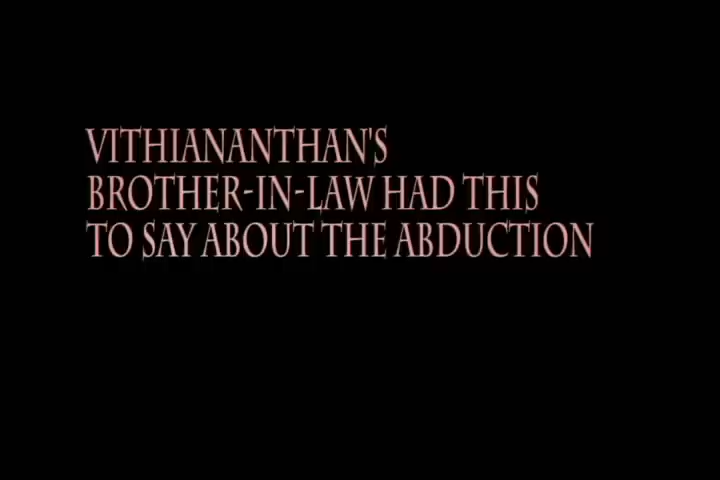 VITHIANANTHAN'S
BROTHER-IN-LAW HAD THIS
TO SAY ABOUT THE ABDUCTION